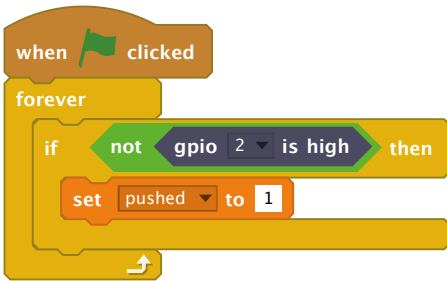 when clicked
forever
if not gpio 2 is high then
set pushed to 1